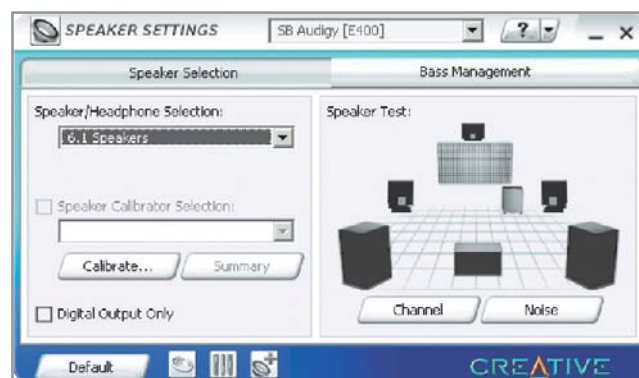 SPEAKER SETTINGS
SB Audigy [E400]
?
Speaker Selection
Bass Management
Speaker/Headphone Selection:
6.1 Speakers
Speaker Calibrator Selection:
Calibrate...
Summary
Digital Output Only
Speaker Test:
Channel
Noise
Default
CREATIVE